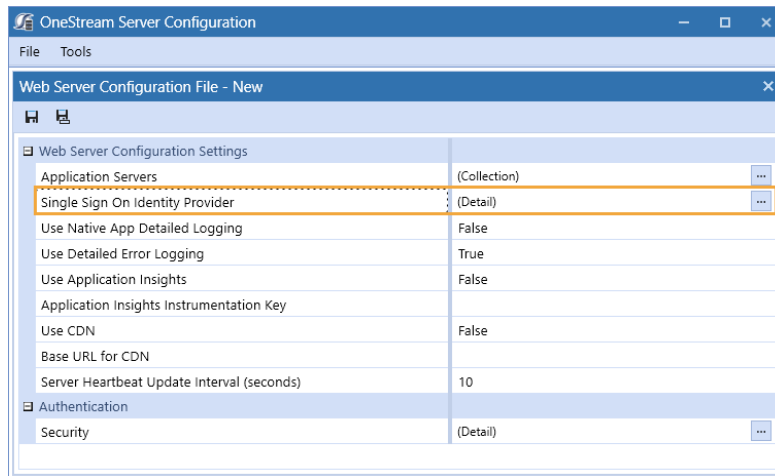 OneStream Server Configuration
File Tools
Web Server Configuration File - New
Web Server Configuration Settings
Application Servers (Collection) ...
Single Sign On Identity Provider (Detail) ...
Use Native App Detailed Logging False
Use Detailed Error Logging True
Use Application Insights False
Application Insights Instrumentation Key
Use CDN False
Base URL for CDN
Server Heartbeat Update Interval (seconds) 10
Authentication
Security (Detail) ...